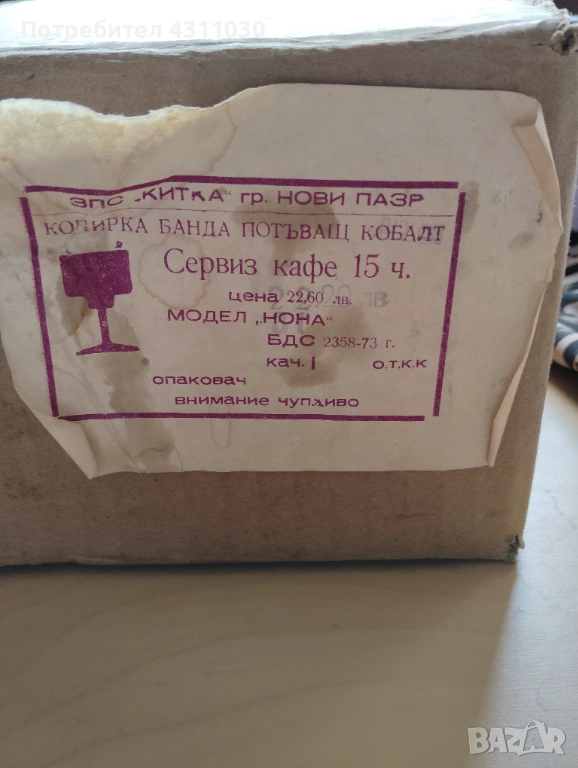 Потребител 4311030
ЗПС „КИТКА" гр. НОВИ ПАЗР
КОПИРКА БАНДА ПОТЪВАЩ КОБАЛТ
Сервиз кафе 15 ч.
цена 22,60 лв.
МОДЕЛ „НОНА"
БДС 2358-73 г.
кач. I О.Т.К.К
опаковач
внимание чупливо
BAZAR